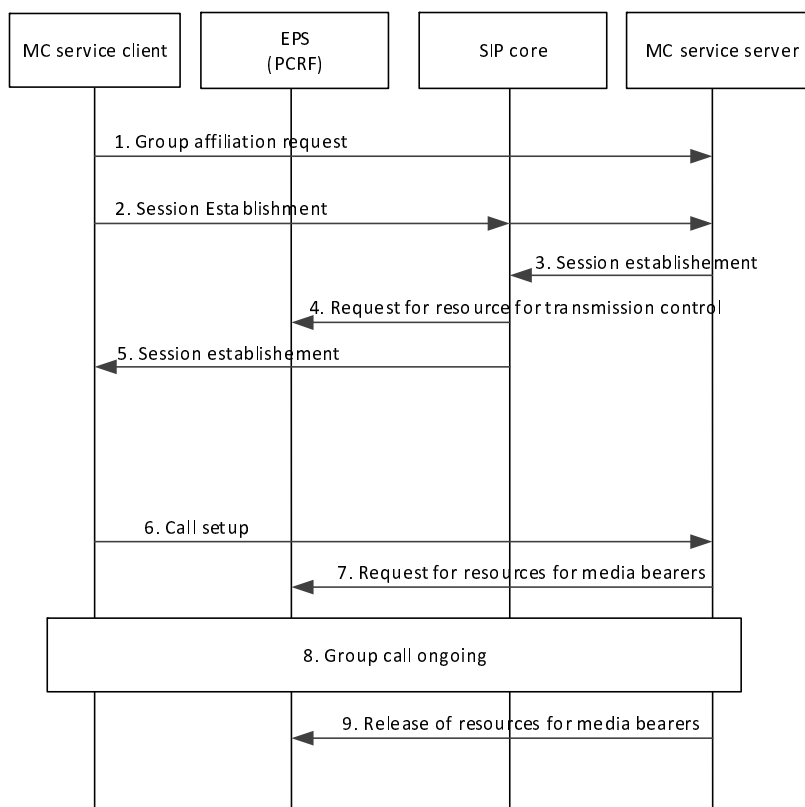 MC service client
EPS
(PCRF)
SIP core
MC service server
1. Group affiliation request
2. Session Establishment
3. Session establishement
4. Request for resource for transmission control
5. Session establishement
6. Call setup
7. Request for resources for media bearers
8. Group call ongoing
9. Release of resources for media bearers